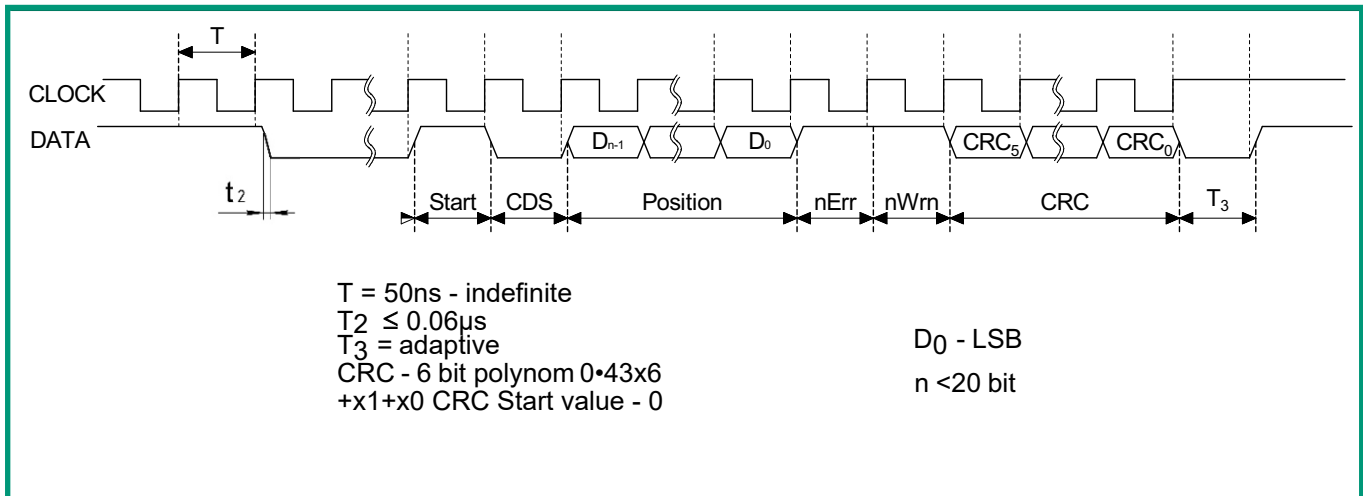 T
CLOCK
DATA
Dn-1
D0
CRC5
CRC0
t2
Start
CDS
Position
nErr
nWrn
CRC
T3
T = 50ns - indefinite
T2 ≤ 0.06µs
T3 = adaptive
CRC - 6 bit polynom 0•43x6
+x1+x0 CRC Start value - 0
D0 - LSB
n <20 bit